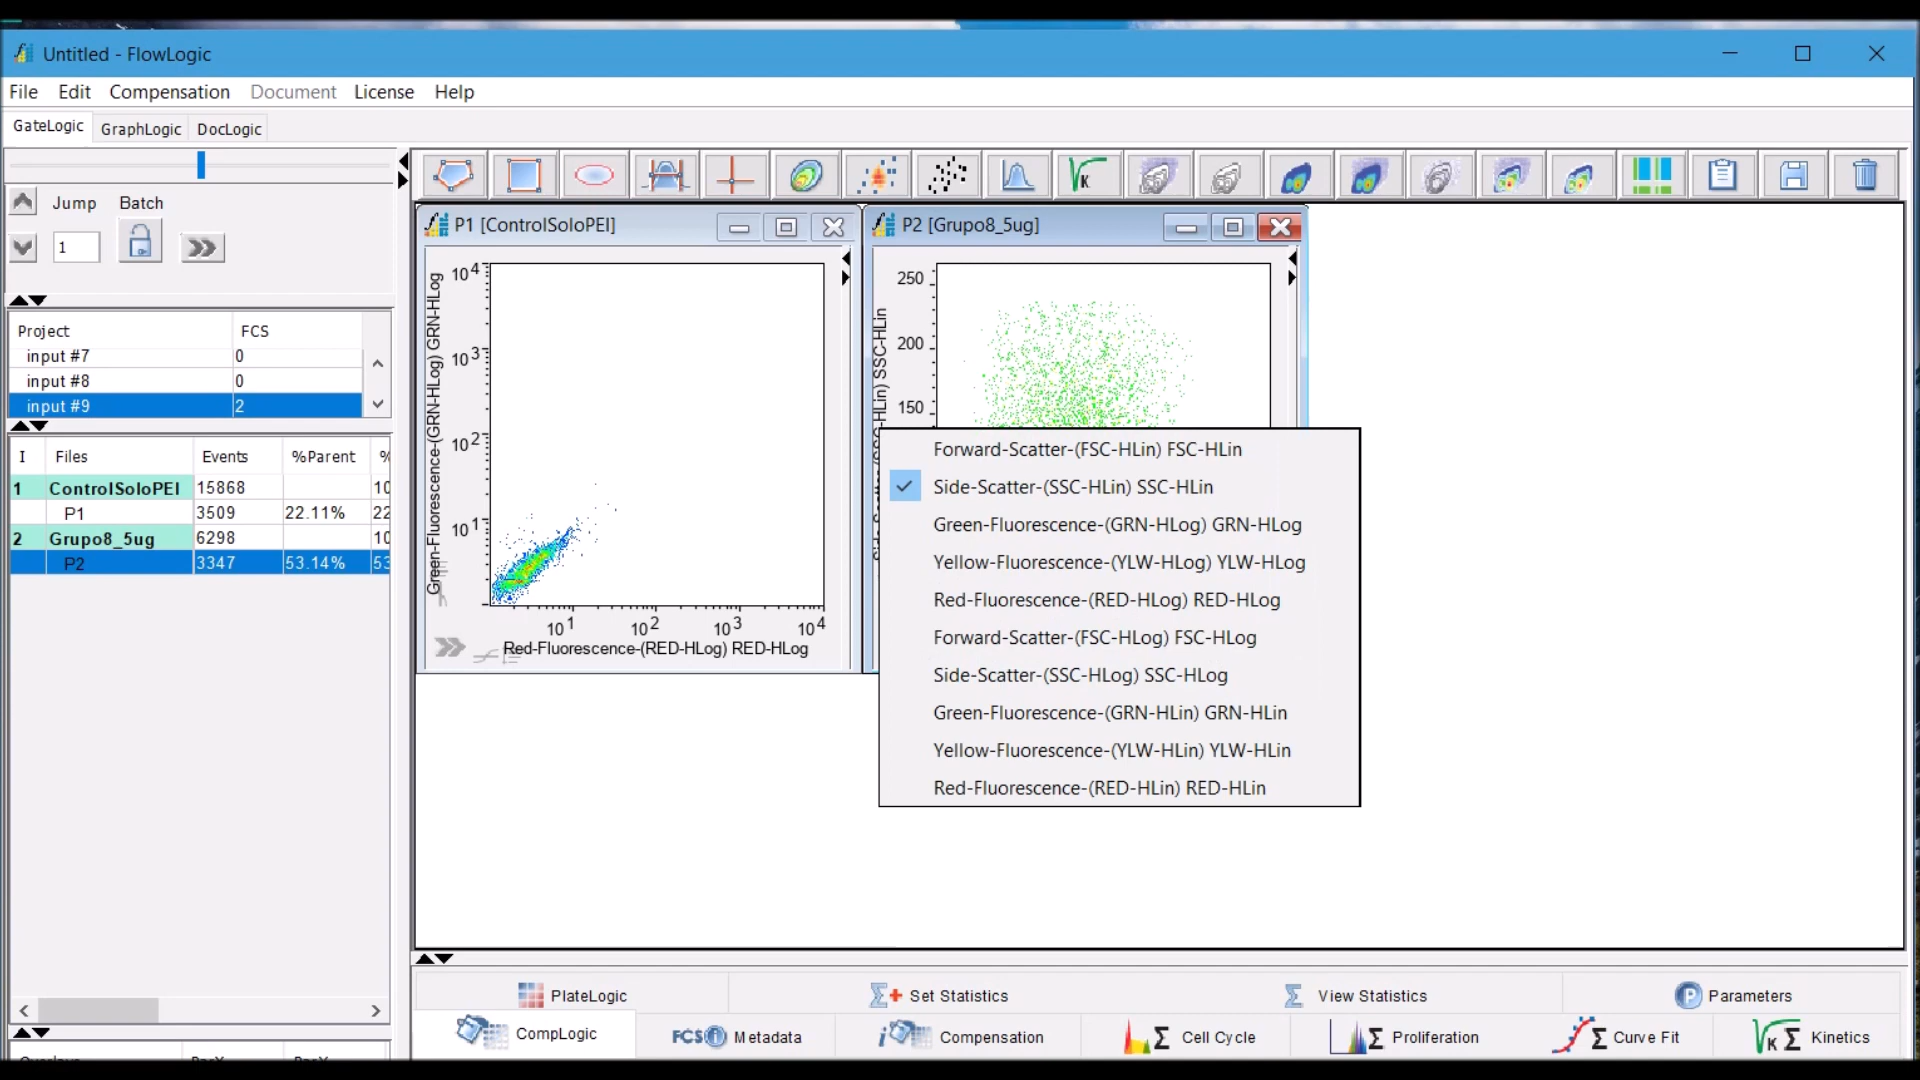 Untitled - FlowLogic
File Edit Compensation Document License Help
GateLogic GraphLogic DocLogic
Jump Batch
1
Project FCS
input #7 0
input #8 0
input #9 2
I Files Events %Parent %
1 ControlSoloPEI 15868 10
P1 3509 22.11% 22
2 Grupo8_5ug 6298 10
P2 3347 53.14% 53
P1 [ControlSoloPEI]
Green-Fluorescence-(GRN-HLog) GRN-HLog
10 4
10 3
10 2
10 1
10 1 10 2 10 3 10 4
Red-Fluorescence-(RED-HLog) RED-HLog
P2 [Grupo8_5ug]
250
200
150
Forward-Scatter-(FSC-HLin) FSC-HLin
Side-Scatter-(SSC-HLin) SSC-HLin
Green-Fluorescence-(GRN-HLog) GRN-HLog
Yellow-Fluorescence-(YLW-HLog) YLW-HLog
Red-Fluorescence-(RED-HLog) RED-HLog
Forward-Scatter-(FSC-HLog) FSC-HLog
Side-Scatter-(SSC-HLog) SSC-HLog
Green-Fluorescence-(GRN-HLin) GRN-HLin
Yellow-Fluorescence-(YLW-HLin) YLW-HLin
Red-Fluorescence-(RED-HLin) RED-HLin
PlateLogic Set Statistics View Statistics Parameters
CompLogic FCS Metadata Compensation Cell Cycle Proliferation Curve Fit Kinetics